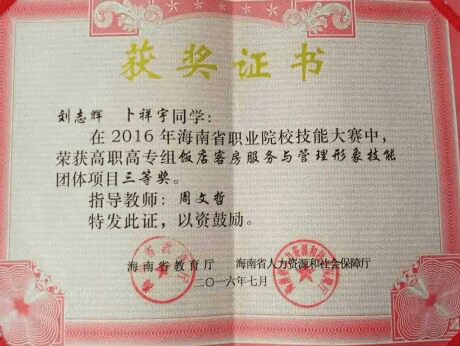 获奖证书
刘志辉 卜祥宇同学:
在2016年海南省职业院校技能大赛中,
荣获高职高专组饭店客房服务与管理形象技能
团体项目三等奖。
指导教师:周文哲
特发此证,以资鼓励。
海南省教育厅 海南省人力资源和社会保障厅
二〇一六年七月